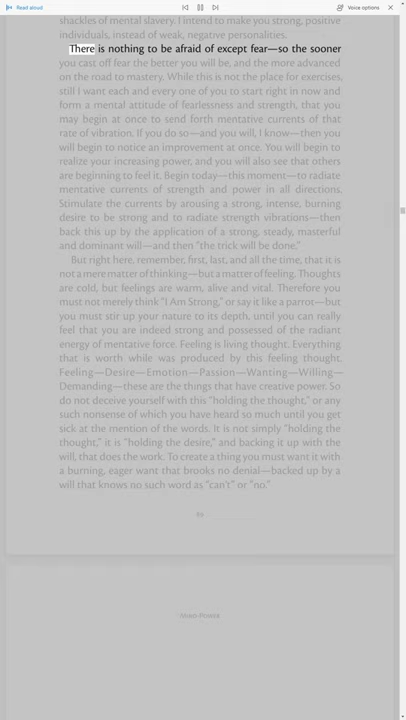 Read aloud
Voice options
shackles of mental slavery. I intend to make you strong, positive
individuals, instead of weak, negative personalities.
There is nothing to be afraid of except fear—so the sooner
you cast off fear the better you will be, and the more advanced
on the road to mastery. While this is not the place for exercises,
still I want each and every one of you to start right in now and
form a mental attitude of fearlessness and strength, that you
may begin at once to send forth mentative currents of that
rate of vibration. If you do so—and you will, I know—then you
will begin to notice an improvement at once. You will begin to
realize your increasing power, and you will also see that others
are beginning to feel it. Begin today—this moment—to radiate
mentative currents of strength and power in all directions.
Stimulate the currents by arousing a strong, intense, burning
desire to be strong and to radiate strength vibrations—then
back this up by the application of a strong, steady, masterful
and dominant will—and then "the trick will be done."
But right here, remember, first, last, and all the time, that it is
not a mere matter of thinking—but a matter of feeling. Thoughts
are cold, but feelings are warm, alive and vital. Therefore you
must not merely think "I Am Strong," or say it like a parrot—but
you must stir up your nature to its depth, until you can really
feel that you are indeed strong and possessed of the radiant
energy of mentative force. Feeling is living thought. Everything
that is worth while was produced by this feeling thought.
Feeling—Desire—Emotion—Passion—Wanting—Willing—
Demanding—these are the things that have creative power. So
do not deceive yourself with this "holding the thought," or any
such nonsense of which you have heard so much until you get
sick at the mention of the words. It is not simply "holding the
thought," it is "holding the desire," and backing it up with the
will, that does the work. To create a thing you must want it with
a burning, eager want that brooks no denial—backed up by a
will that knows no such word as "can't" or "no."